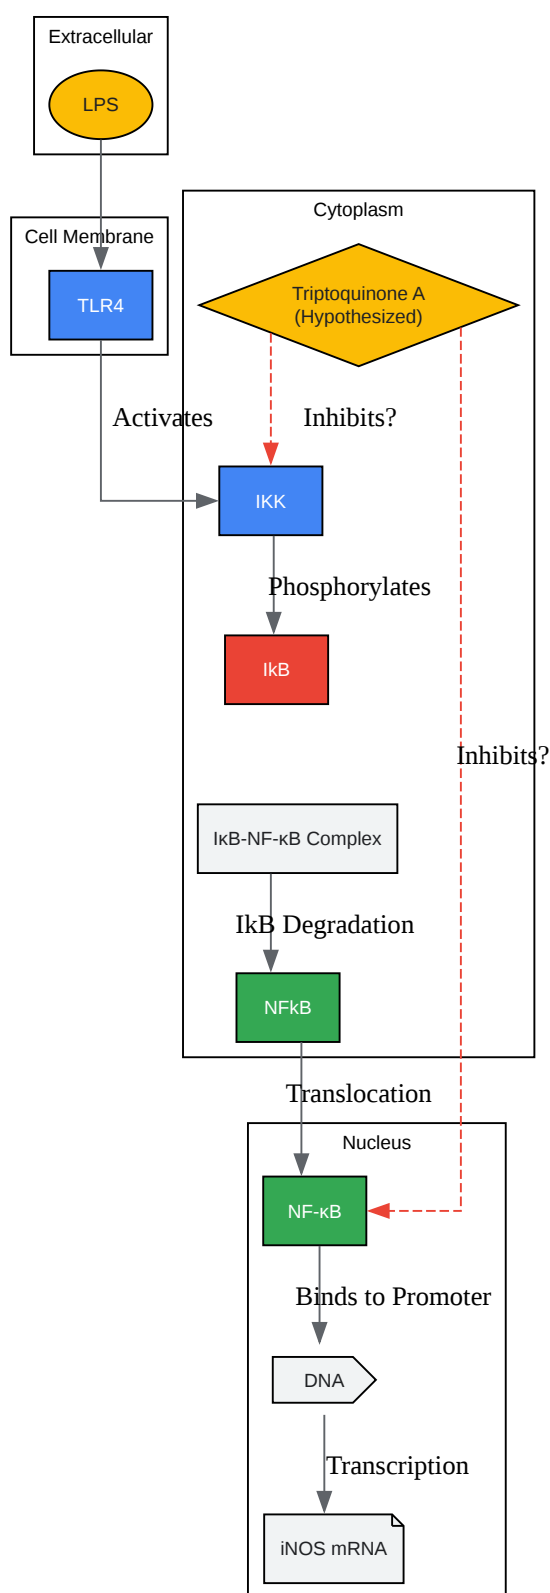 Extracellular
LPS
Cytoplasm
Cell Membrane
TLR4
Triptoquinone A
(Hypothesized)
Activates
Inhibits?
IKK
Phosphorylates
IkB
Inhibits?
IκB-NF-κB Complex
IkB Degradation
NFkB
Translocation
Nucleus
NF-κB
Binds to Promoter
DNA
Transcription
iNOS mRNA